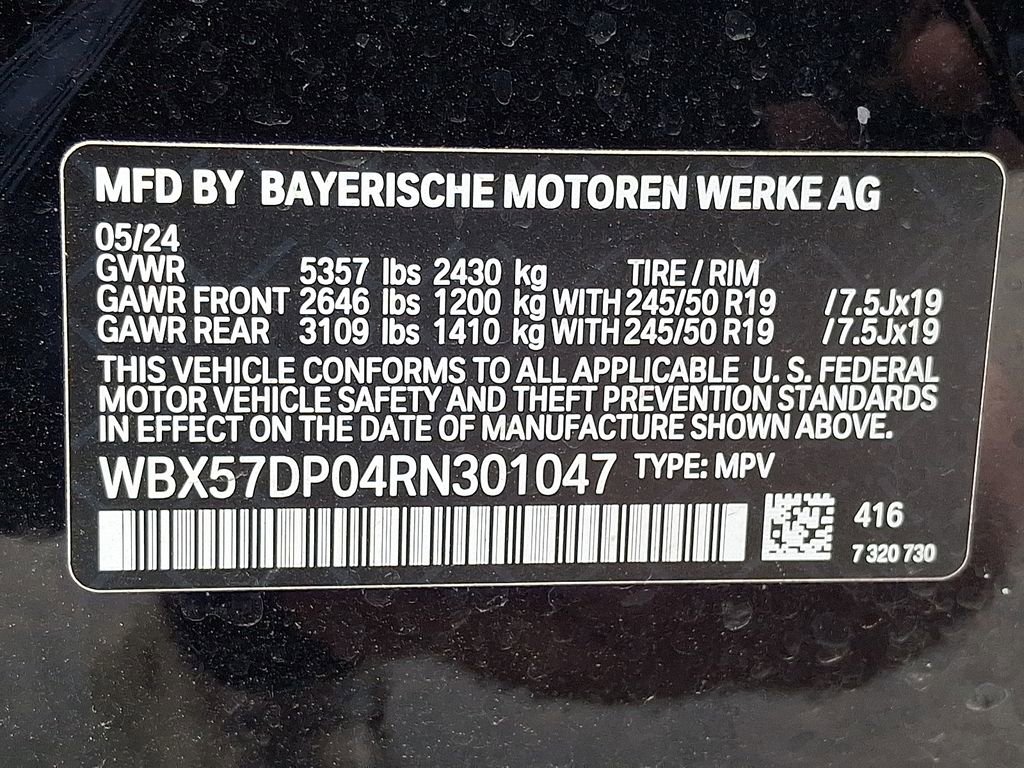 MFD BY BAYERISCHE MOTOREN WERKE AG
05/24
GVWR 5357 lbs 2430 kg TIRE / RIM
GAWR FRONT 2646 lbs 1200 kg WITH 245/50 R19 /7.5Jx19
GAWR REAR 3109 lbs 1410 kg WITH 245/50 R19 /7.5Jx19
THIS VEHICLE CONFORMS TO ALL APPLICABLE U. S. FEDERAL
MOTOR VEHICLE SAFETY AND THEFT PREVENTION STANDARDS
IN EFFECT ON THE DATE OF MANUFACTURE SHOWN ABOVE.
WBX57DP04RN301047 TYPE: MPV
416
7 320 730